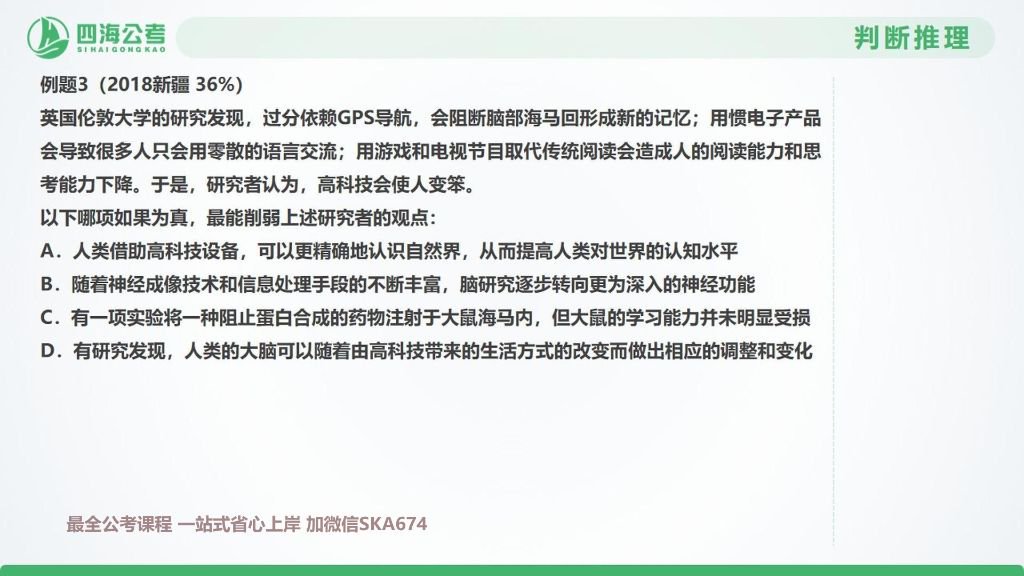 四海公考
SIHAIGONGKAO
判断推理
例题3（2018新疆 36%）
英国伦敦大学的研究发现，过分依赖GPS导航，会阻断脑部海马回形成新的记忆；用惯电子产品
会导致很多人只会用零散的语言交流；用游戏和电视节目取代传统阅读会造成人的阅读能力和思
考能力下降。于是，研究者认为，高科技会使人变笨。
以下哪项如果为真，最能削弱上述研究者的观点：
A．人类借助高科技设备，可以更精确地认识自然界，从而提高人类对世界的认知水平
B．随着神经成像技术和信息处理手段的不断丰富，脑研究逐步转向更为深入的神经功能
C．有一项实验将一种阻止蛋白合成的药物注射于大鼠海马内，但大鼠的学习能力并未明显受损
D．有研究发现，人类的大脑可以随着由高科技带来的生活方式的改变而做出相应的调整和变化
最全公考课程 一站式省心上岸 加微信SKA674